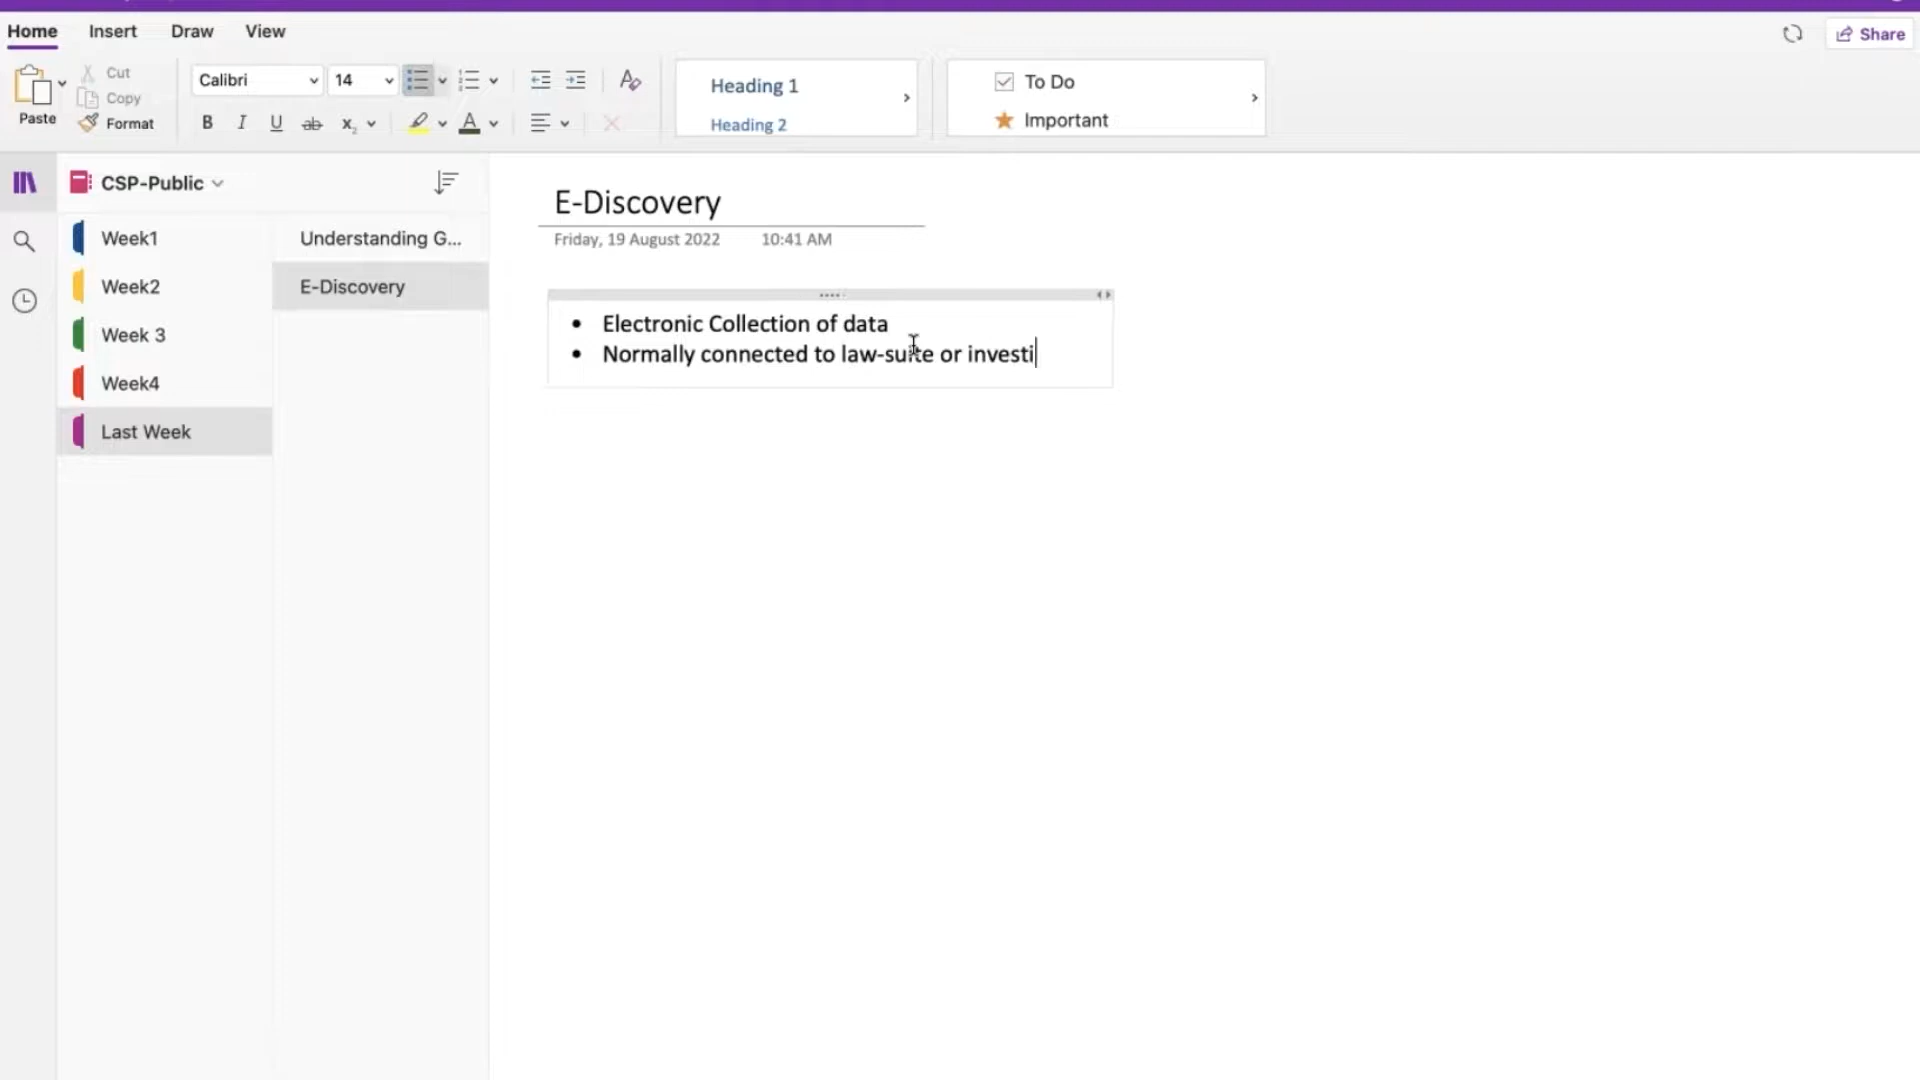 Home Insert Draw View
Share
Paste
Cut
Copy
Format
Calibri 14
B I U ab x₂ A
Heading 1
Heading 2
To Do
Important
CSP-Public
Week1
Week2
Week 3
Week4
Last Week
Understanding G...
E-Discovery
E-Discovery
Friday, 19 August 2022 10:41 AM
• Electronic Collection of data
• Normally connected to law-suite or investi